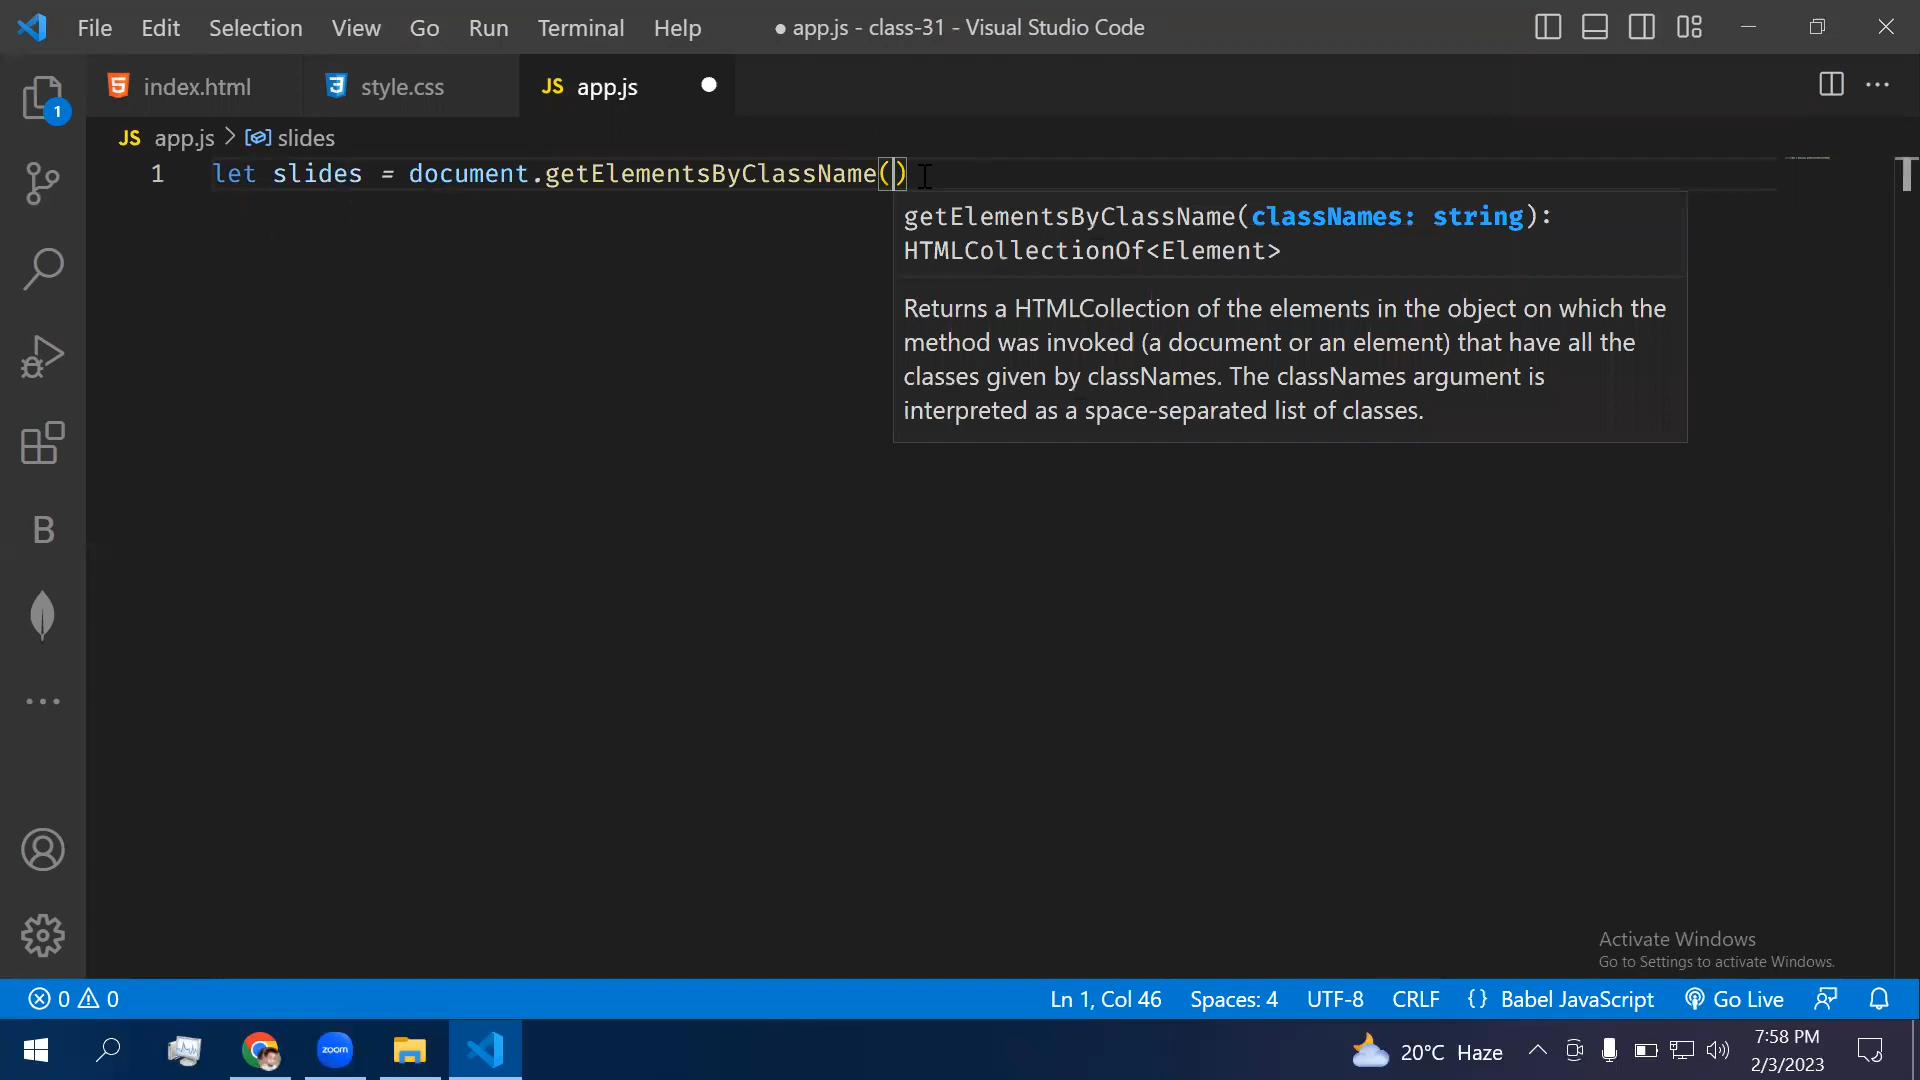 File Edit Selection View Go Run Terminal Help ● app.js - class-31 - Visual Studio Code
index.html style.css JS app.js
1
JS app.js > slides
1 let slides = document.getElementsByClassName()
getElementsByClassName(classNames: string):
HTMLCollectionOf<Element>
Returns a HTMLCollection of the elements in the object on which the
method was invoked (a document or an element) that have all the
classes given by classNames. The classNames argument is
interpreted as a space-separated list of classes.
B
Activate Windows
Go to Settings to activate Windows.
0 0 Ln 1, Col 46 Spaces: 4 UTF-8 CRLF {} Babel JavaScript Go Live
zoom 20°C Haze 7:58 PM
2/3/2023